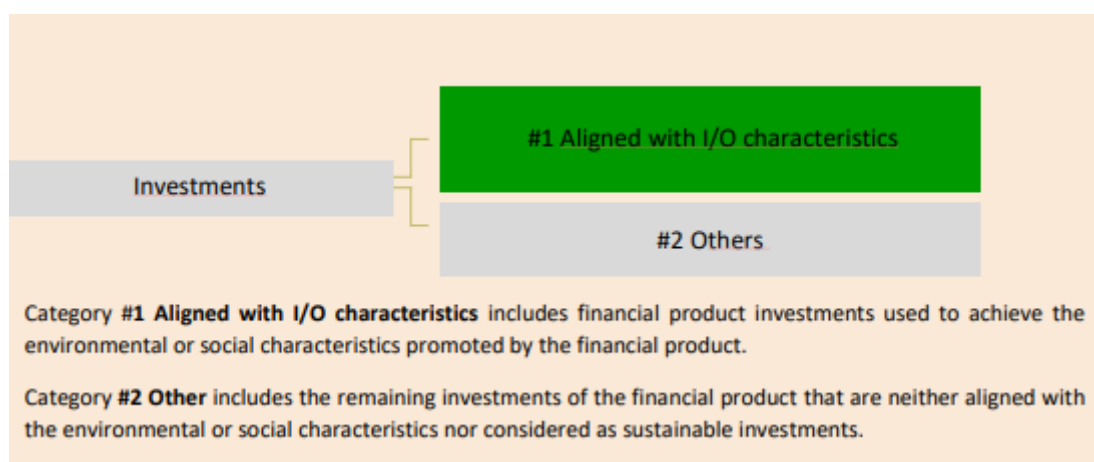 #1 Aligned with I/O characteristics
Investments
#2 Others
Category #1 Aligned with I/O characteristics includes financial product investments used to achieve the
environmental or social characteristics promoted by the financial product.
Category #2 Other includes the remaining investments of the financial product that are neither aligned with
the environmental or social characteristics nor considered as sustainable investments.